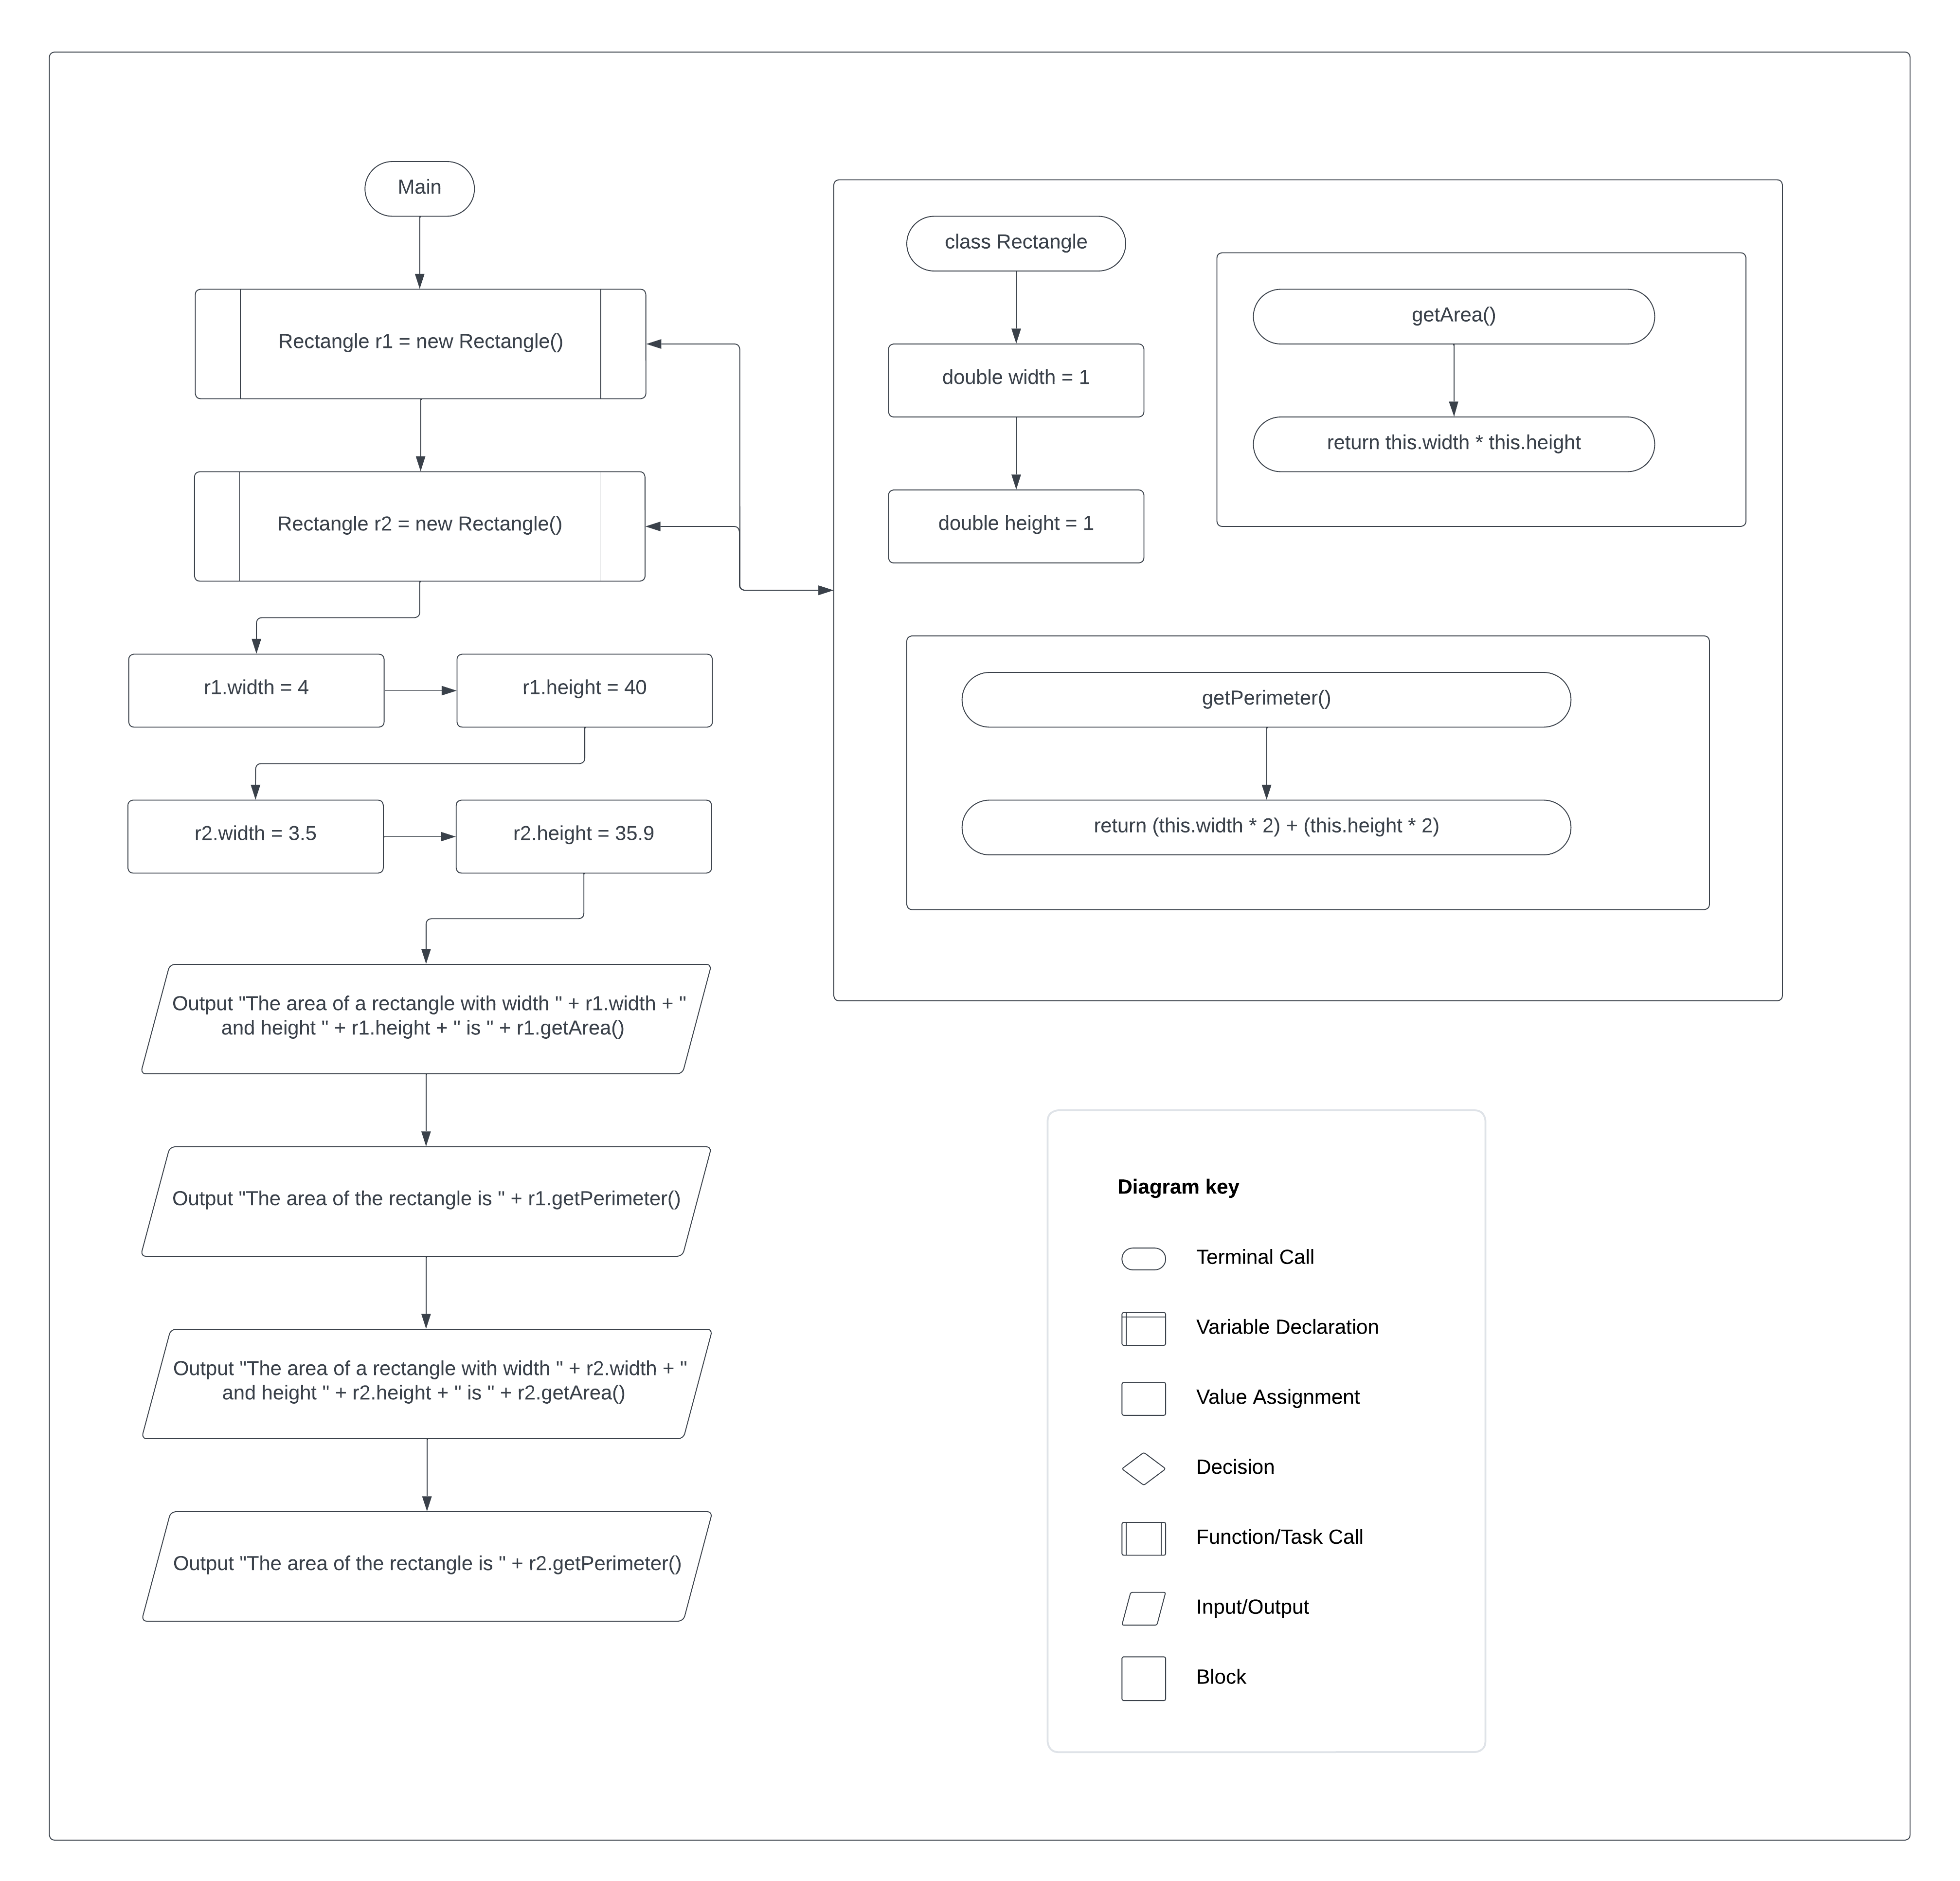 Main
Rectangle r1 = new Rectangle()
Rectangle r2 = new Rectangle()
r1.width = 4
r1.height = 40
r2.width = 3.5
r2.height = 35.9
Output "The area of a rectangle with width " + r1.width + "
and height " + r1.height + " is " + r1.getArea()
Output "The area of the rectangle is " + r1.getPerimeter()
Output "The area of a rectangle with width " + r2.width + "
and height " + r2.height + " is " + r2.getArea()
Output "The area of the rectangle is " + r2.getPerimeter()
class Rectangle
double width = 1
double height = 1
getArea()
return this.width * this.height
getPerimeter()
return (this.width * 2) + (this.height * 2)
Diagram key
Terminal Call
Variable Declaration
Value Assignment
Decision
Function/Task Call
Input/Output
Block